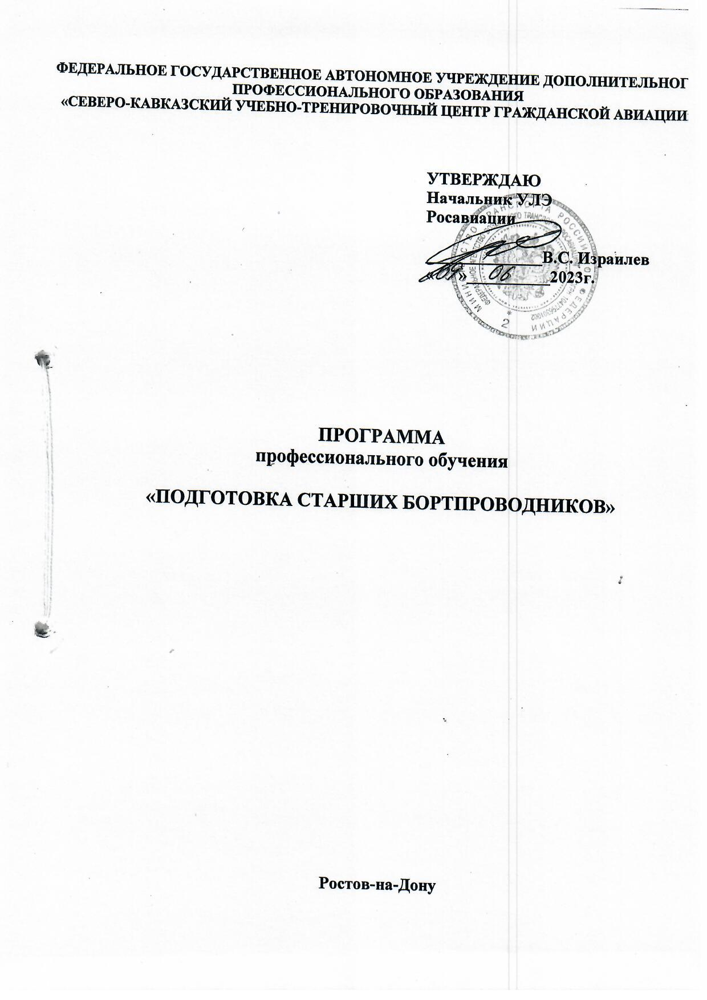 ФЕДЕРАЛЬНОЕ ГОСУДАРСТВЕННОЕ АВТОНОМНОЕ УЧРЕЖДЕНИЕ ДОПОЛНИТЕЛЬНОГ
ПРОФЕССИОНАЛЬНОГО ОБРАЗОВАНИЯ
«СЕВЕРО-КАВКАЗСКИЙ УЧЕБНО-ТРЕНИРОВОЧНЫЙ ЦЕНТР ГРАЖДАНСКОЙ АВИАЦИИ
УТВЕРЖДАЮ
Начальник УЛЭ
Росавиации
В.С. Израилев
«09» 06 2023г.
ПРОГРАММА
профессионального обучения
«ПОДГОТОВКА СТАРШИХ БОРТПРОВОДНИКОВ»
Ростов-на-Дону